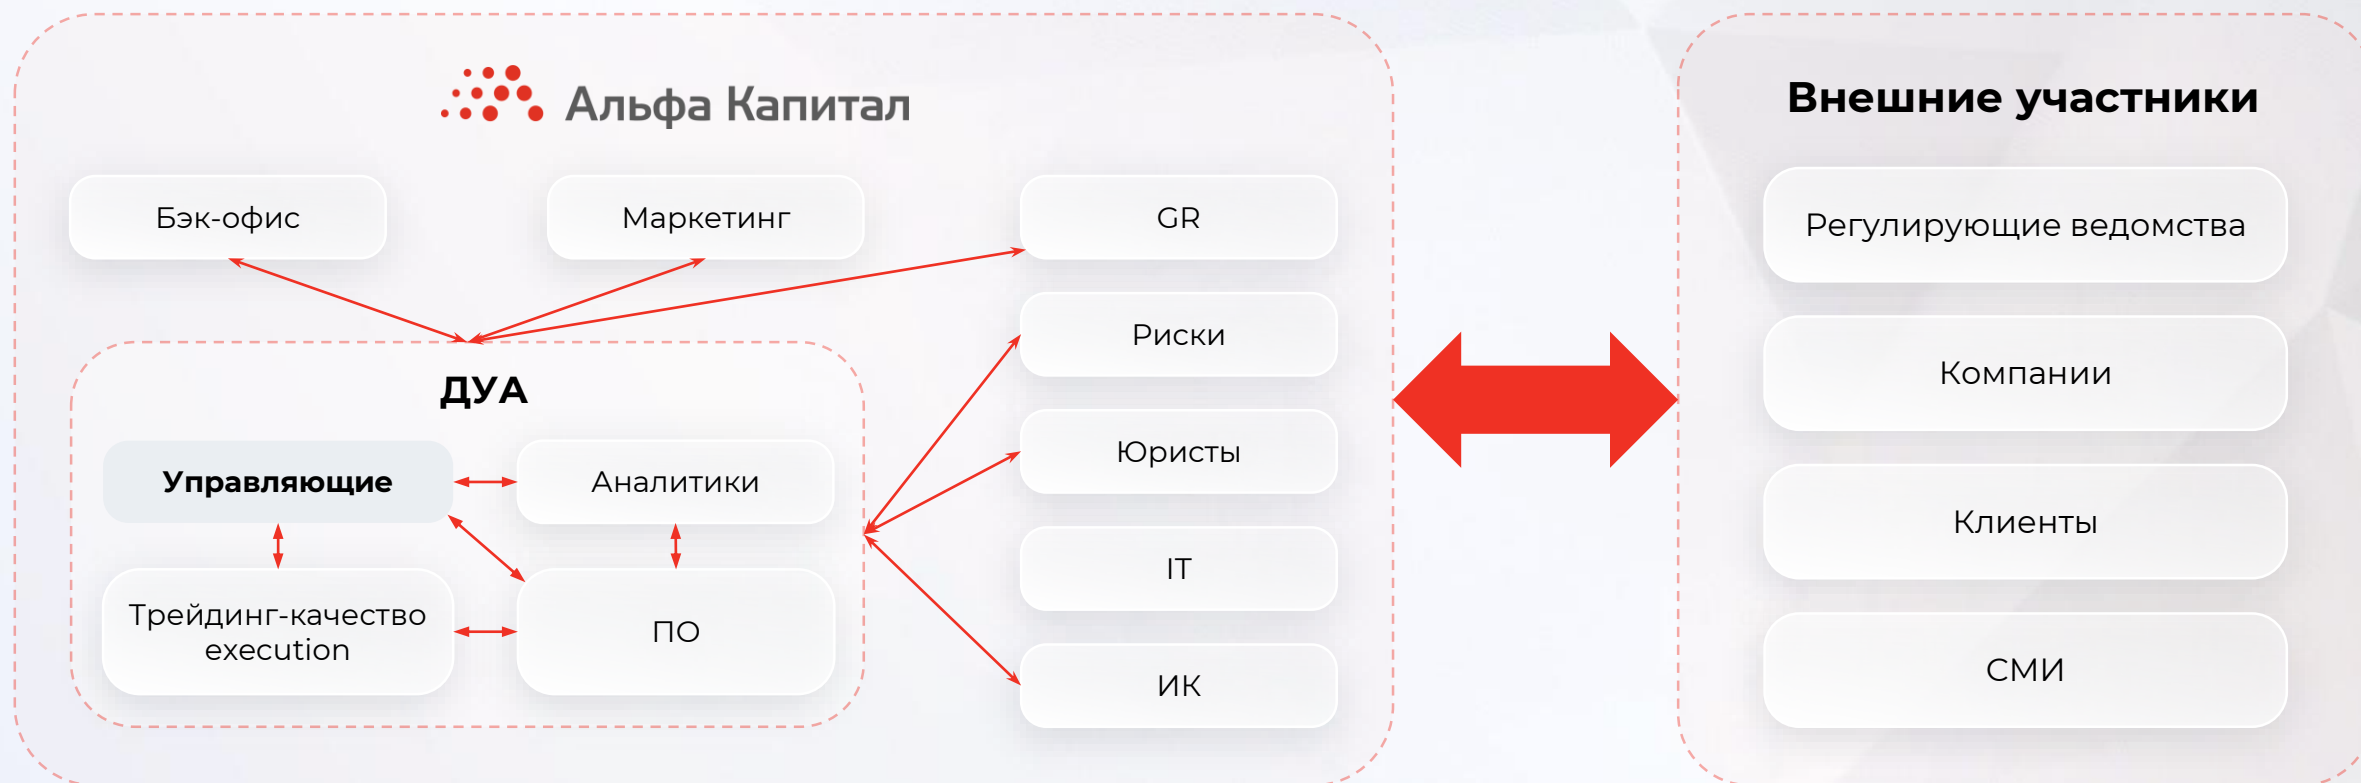 Альфа Капитал
Бэк-офис
Маркетинг
GR
Риски
Юристы
IT
ИК
ДУА
Управляющие
Аналитики
Трейдинг-качество
execution
ПО
Внешние участники
Регулирующие ведомства
Компании
Клиенты
СМИ